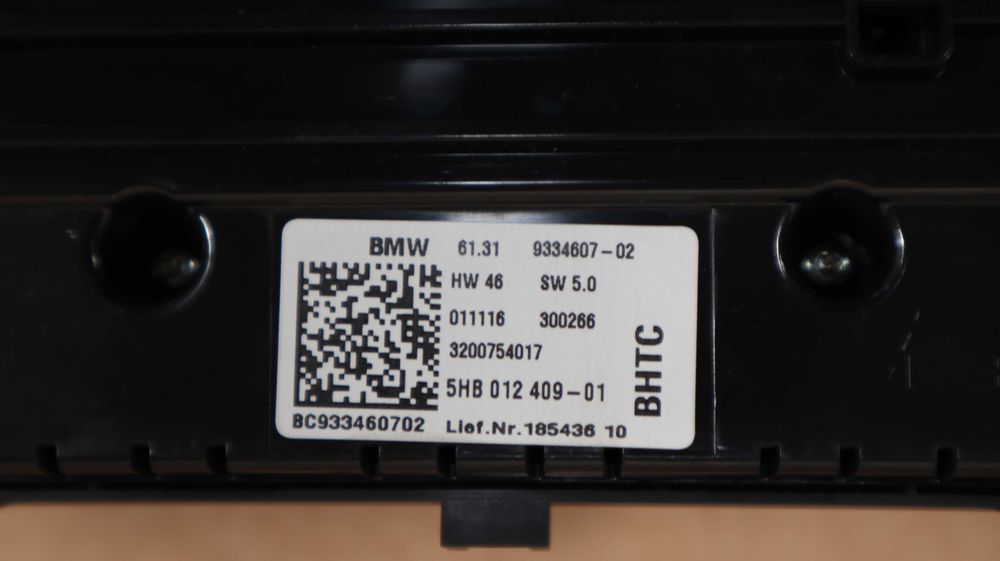 BMW 61.31 9334607-02
HW 46 SW 5.0
011116 300266
3200754017
5HB 012 409-01
BC933460702 Lief.Nr.185436 10
BHTC